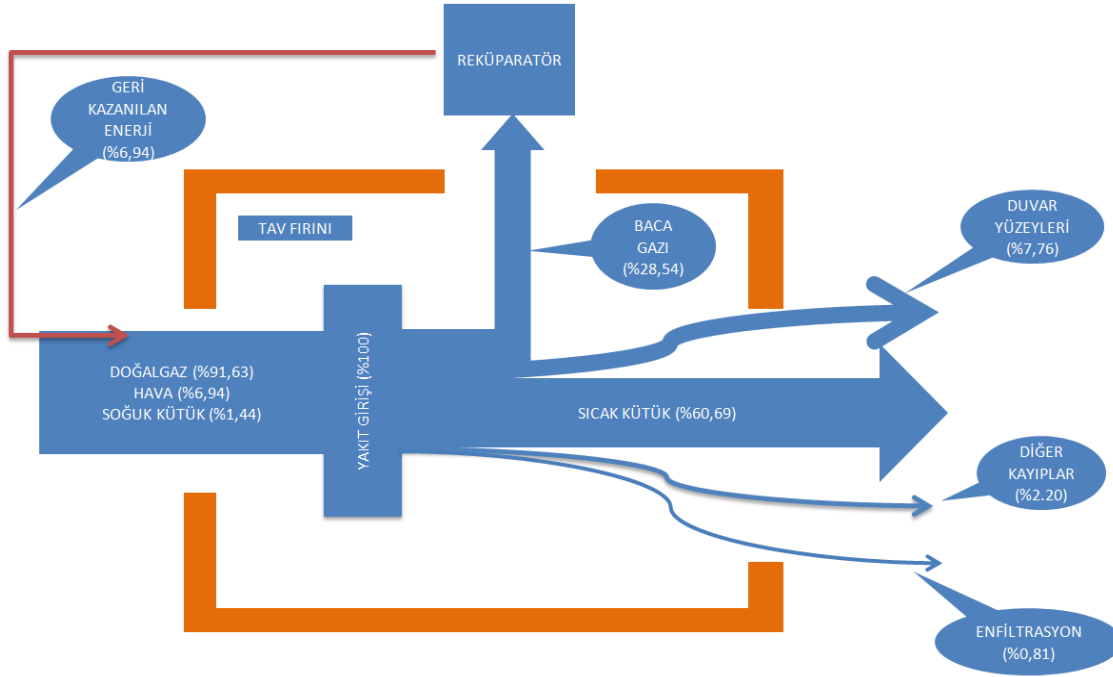 REKÜPARATÖR
GERİ
KAZANILAN
ENERJİ
(%6,94)
TAV FIRINI
BACA
GAZI
(%28,54)
DUVAR
YÜZEYLERİ
(%7,76)
DOĞALGAZ (%91,63)
HAVA (%6,94)
SOĞUK KÜTÜK (%1,44)
YAKIT GİRİŞİ (%100)
SICAK KÜTÜK (%60,69)
DİĞER
KAYIPLAR
(%2.20)
ENFİLTRASYON
(%0,81)